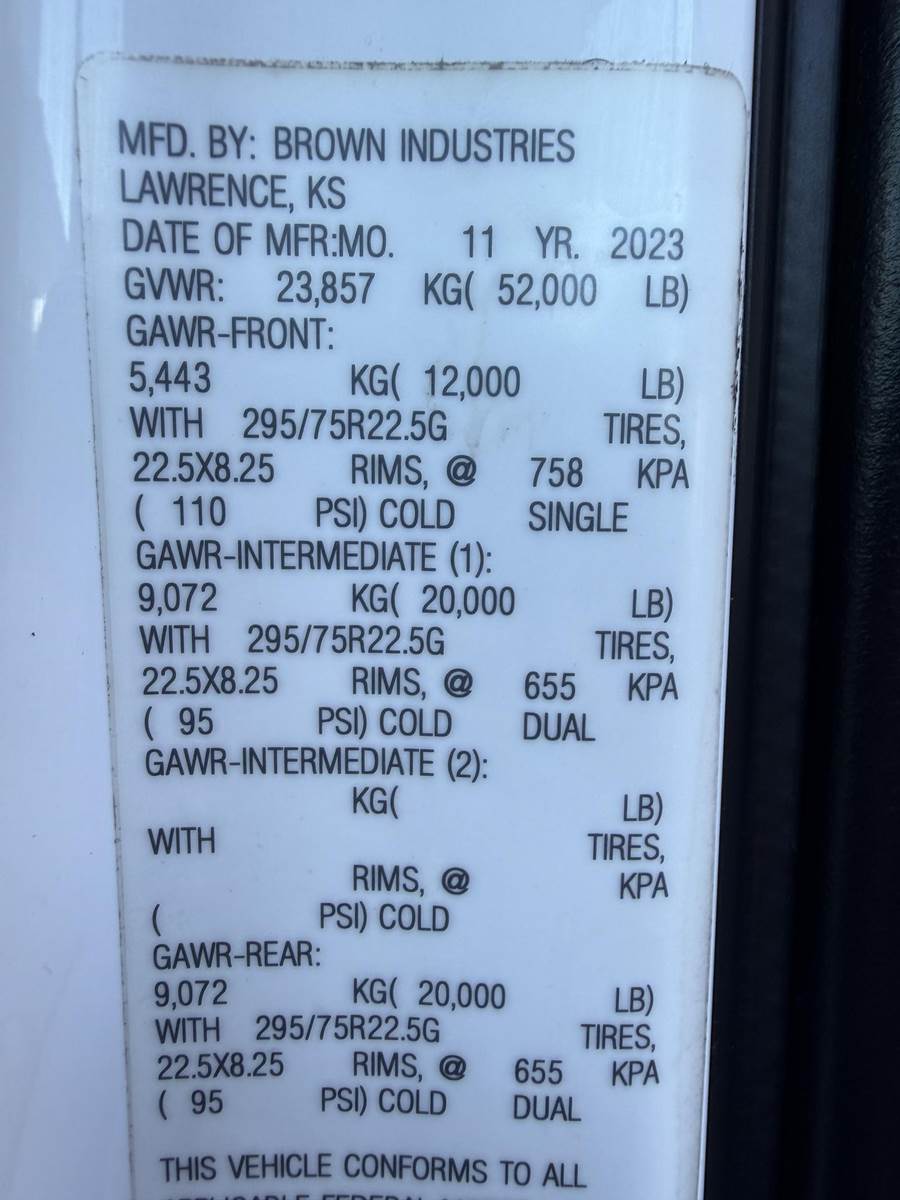 MFD. BY: BROWN INDUSTRIES
LAWRENCE, KS
DATE OF MFR:MO. 11 YR. 2023
GVWR: 23,857 KG( 52,000 LB)
GAWR-FRONT:
5,443 KG( 12,000 LB)
WITH 295/75R22.5G TIRES,
22.5X8.25 RIMS, @ 758 KPA
( 110 PSI) COLD SINGLE
GAWR-INTERMEDIATE (1):
9,072 KG( 20,000 LB)
WITH 295/75R22.5G TIRES,
22.5X8.25 RIMS, @ 655 KPA
( 95 PSI) COLD DUAL
GAWR-INTERMEDIATE (2):
KG( LB)
WITH TIRES,
RIMS, @ KPA
( PSI) COLD
GAWR-REAR:
9,072 KG( 20,000 LB)
WITH 295/75R22.5G TIRES,
22.5X8.25 RIMS, @ 655 KPA
( 95 PSI) COLD DUAL
THIS VEHICLE CONFORMS TO ALL